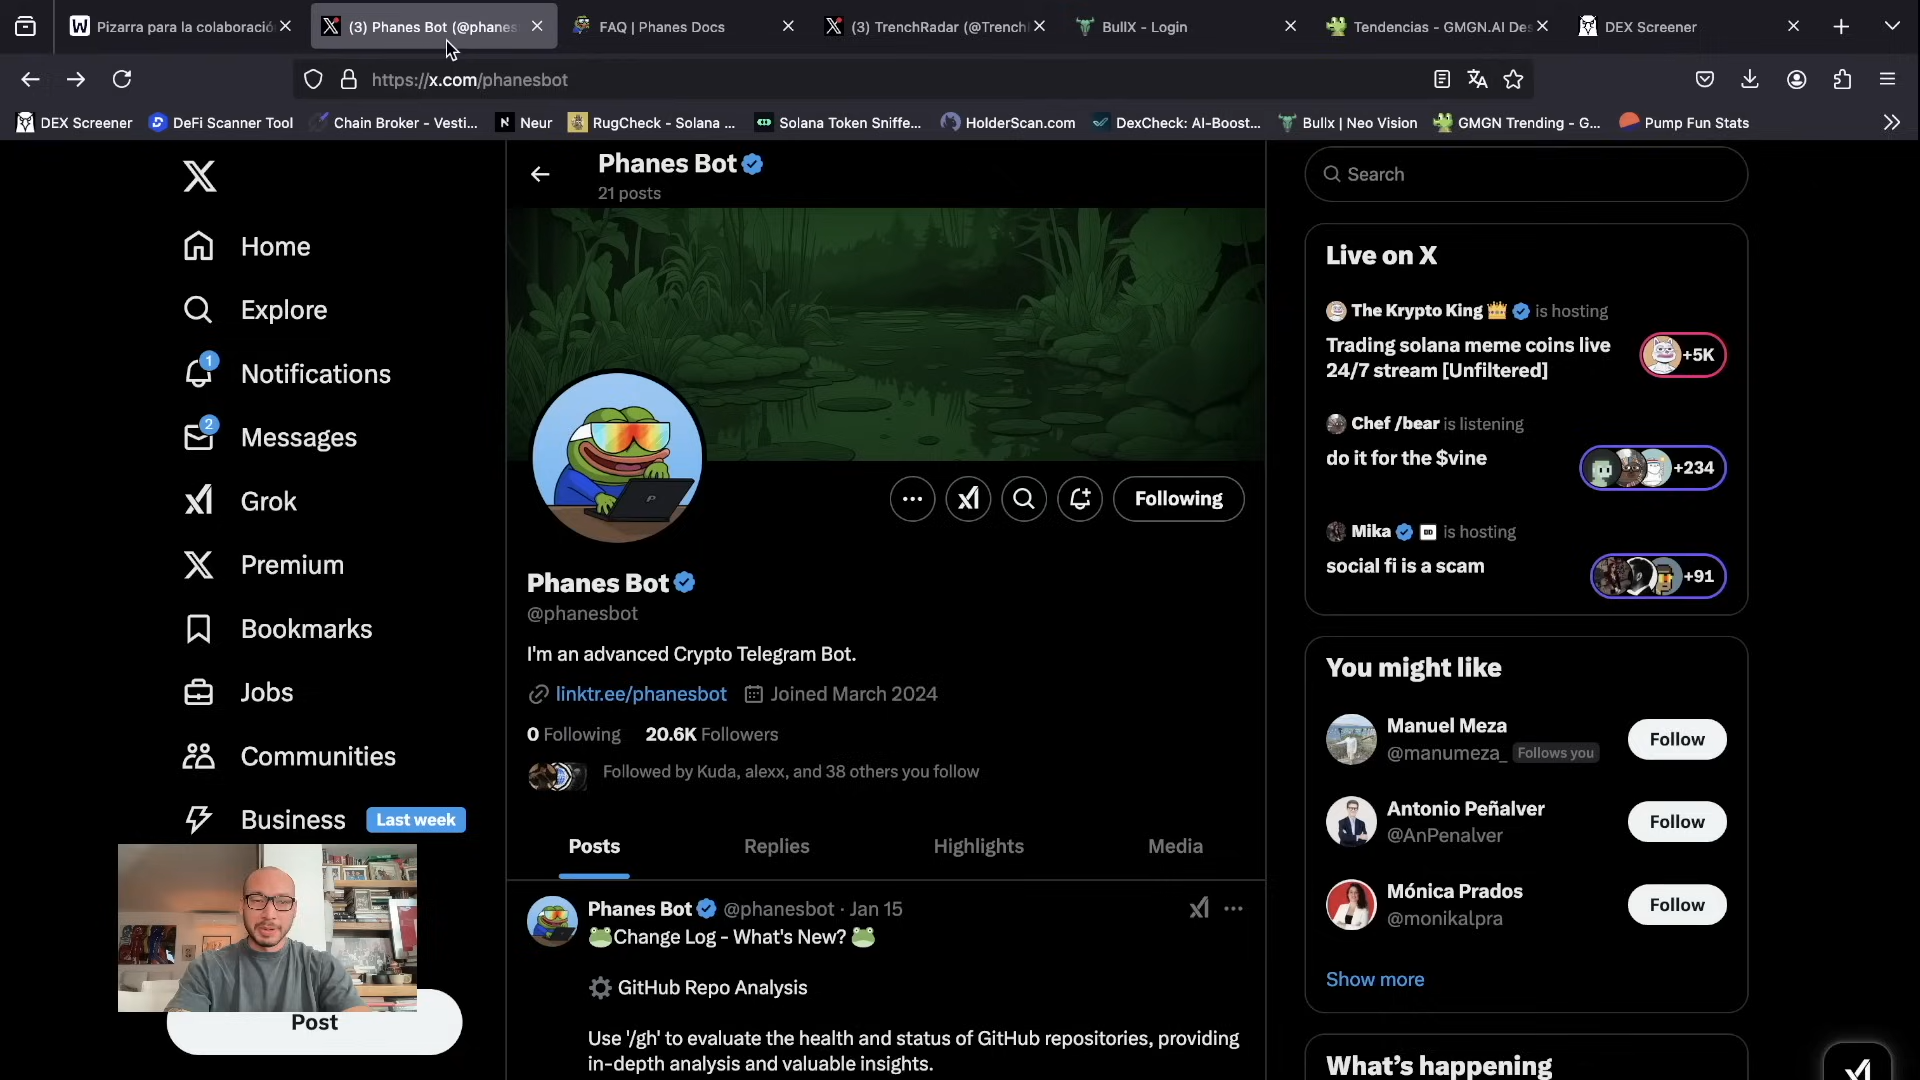 Pizarra para la colaboració
(3) Phanes Bot (@phanes
FAQ | Phanes Docs
(3) TrenchRadar (@Trench
BullX - Login
Tendencias - GMGN.AI Des
DEX Screener
https://x.com/phanesbot
DEX Screener
DeFi Scanner Tool
Chain Broker - Vesti...
Neur
RugCheck - Solana ...
Solana Token Sniffe...
HolderScan.com
DexCheck: AI-Boost...
Bullx | Neo Vision
GMGN Trending - G...
Pump Fun Stats
Home
Explore
1
Notifications
2
Messages
Grok
Premium
Bookmarks
Jobs
Communities
Business Last week
Post
Phanes Bot
21 posts
Following
Phanes Bot
@phanesbot
I'm an advanced Crypto Telegram Bot.
linktr.ee/phanesbot Joined March 2024
0 Following 20.6K Followers
Followed by Kuda, alexx, and 38 others you follow
Posts Replies Highlights Media
Phanes Bot @phanesbot · Jan 15
🐸Change Log - What's New? 🐸
⚙️ GitHub Repo Analysis
Use '/gh' to evaluate the health and status of GitHub repositories, providing
in-depth analysis and valuable insights.
Search
Live on X
The Krypto King 👑 is hosting
Trading solana meme coins live
24/7 stream [Unfiltered]
+5K
Chef /bear is listening
do it for the $vine
+234
Mika is hosting
social fi is a scam
+91
You might like
Manuel Meza
@manumeza_ Follows you
Follow
Antonio Peñalver
@AnPenalver
Follow
Mónica Prados
@monikalpra
Follow
Show more
What's happening